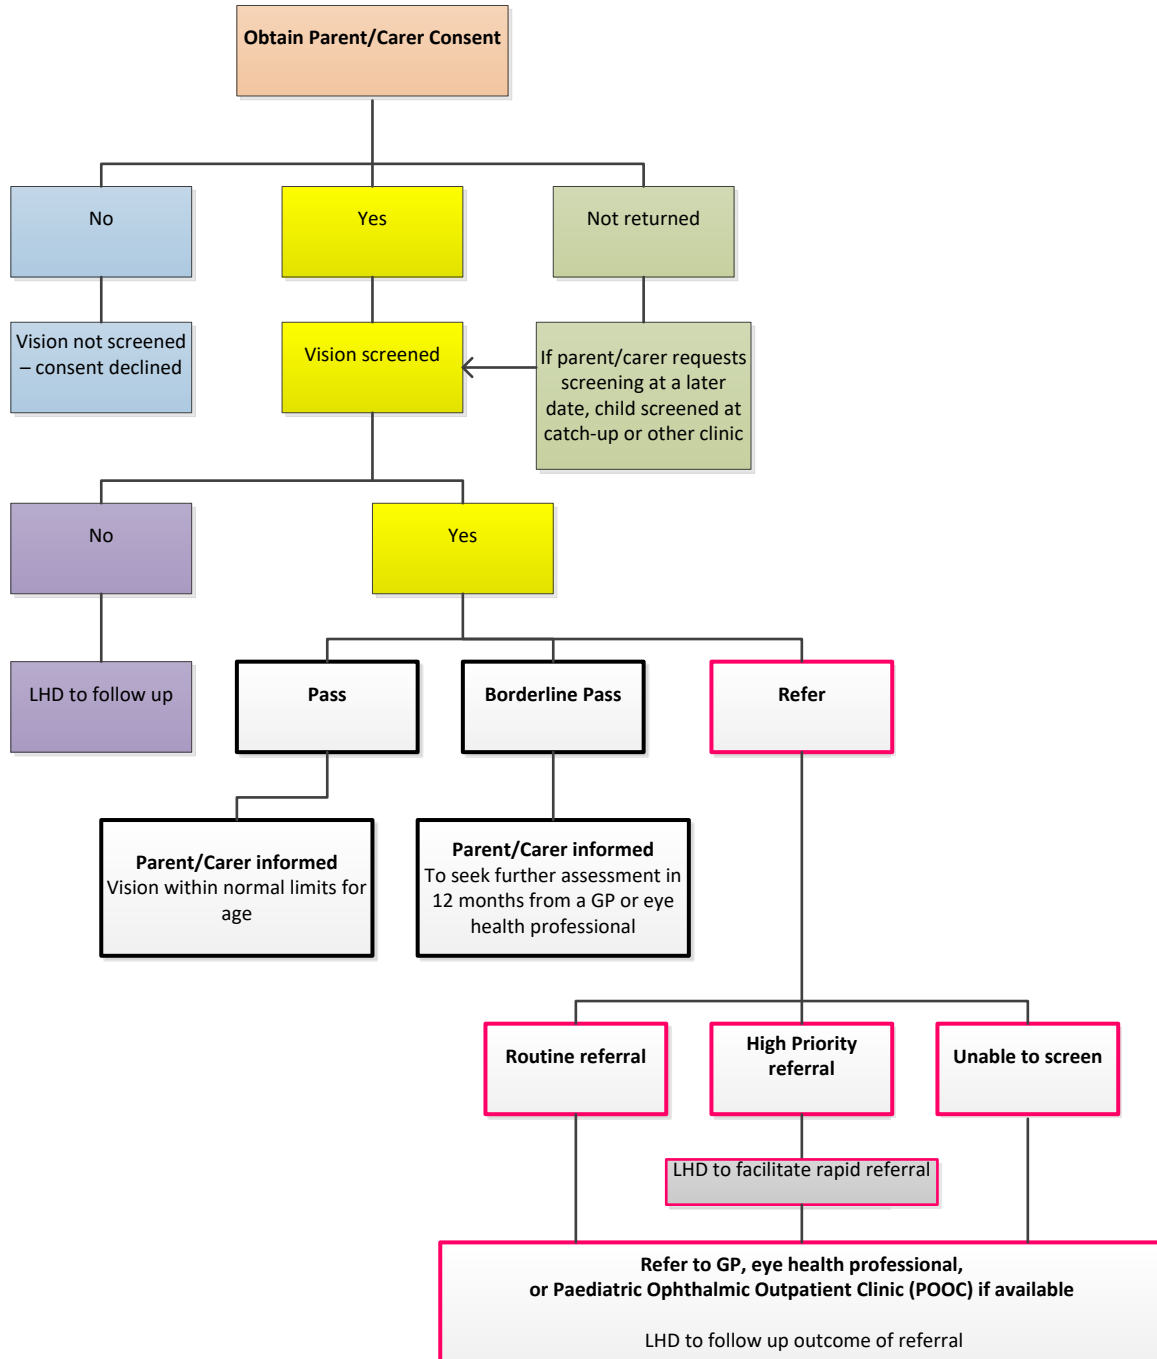 Obtain Parent/Carer Consent
No
Yes
Not returned
Vision not screened
– consent declined
Vision screened
If parent/carer requests
screening at a later
date, child screened at
catch-up or other clinic
No
Yes
LHD to follow up
Pass
Borderline Pass
Refer
Parent/Carer informed
Vision within normal limits for
age
Parent/Carer informed
To seek further assessment in
12 months from a GP or eye
health professional
Routine referral
High Priority
referral
Unable to screen
LHD to facilitate rapid referral
Refer to GP, eye health professional,
or Paediatric Ophthalmic Outpatient Clinic (POOC) if available
LHD to follow up outcome of referral